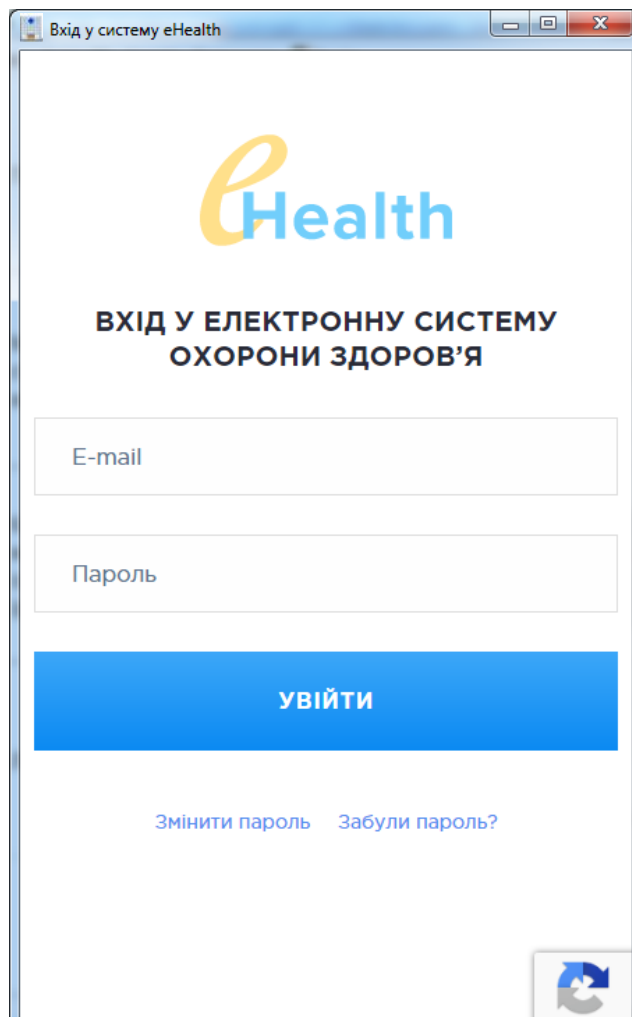 Вхід у систему eHealth
eHealth
ВХІД У ЕЛЕКТРОННУ СИСТЕМУ
ОХОРОНИ ЗДОРОВ’Я
E-mail
Пароль
УВІЙТИ
Змінити пароль Забули пароль?